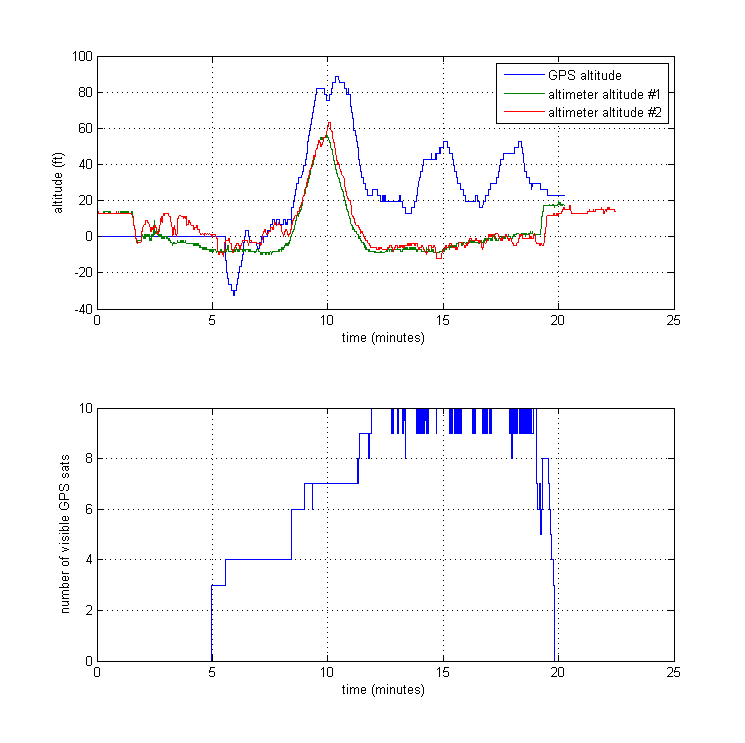 100
80
60
40
20
0
-20
-40
altitude (ft)
GPS altitude
altimeter altitude #1
altimeter altitude #2
0 5 10 15 20 25
time (minutes)
10
8
6
4
2
0
number of visible GPS sats
0 5 10 15 20 25
time (minutes)